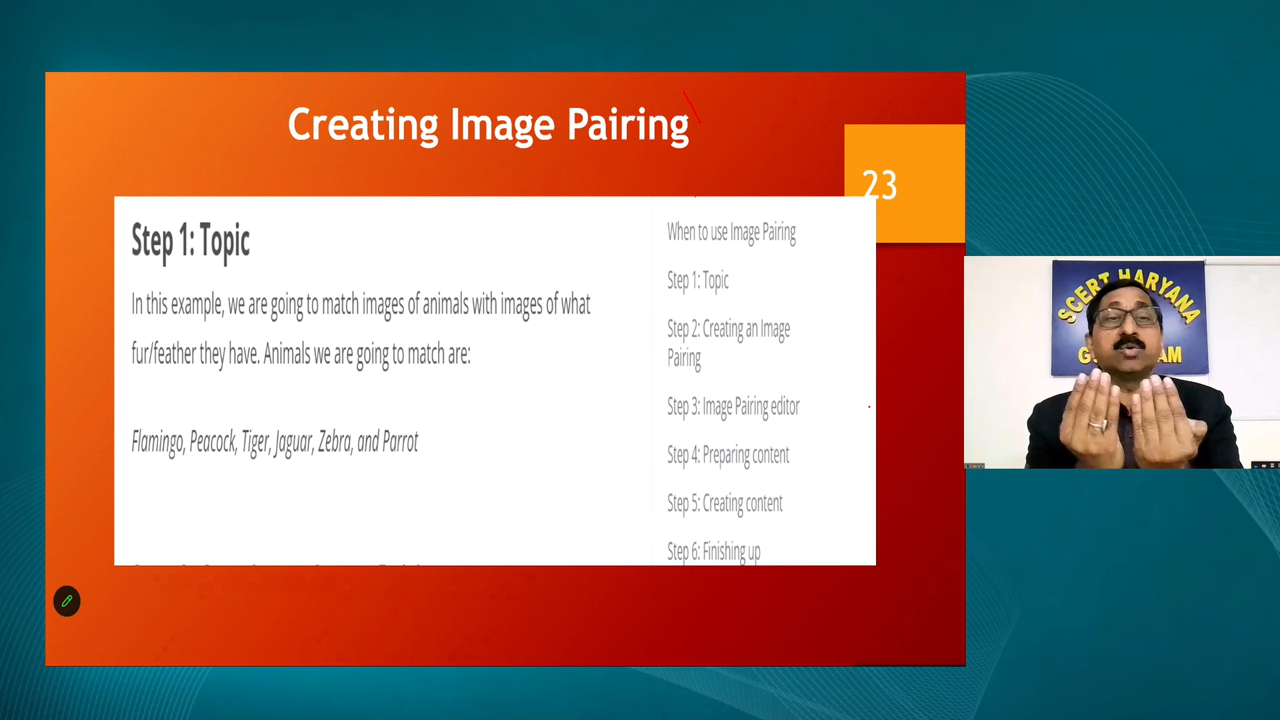 Creating Image Pairing
23
Step 1: Topic
In this example, we are going to match images of animals with images of what
fur/feather they have. Animals we are going to match are:
Flamingo, Peacock, Tiger, Jaguar, Zebra, and Parrot
When to use Image Pairing
Step 1: Topic
Step 2: Creating an Image
Pairing
Step 3: Image Pairing editor
Step 4: Preparing content
Step 5: Creating content
Step 6: Finishing up
SCERT HARYANA